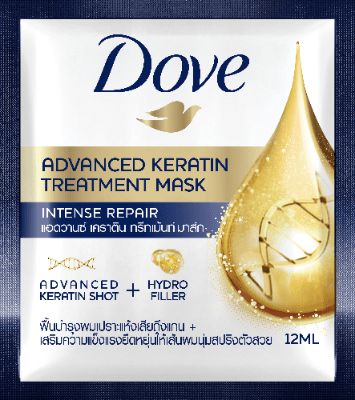 Dove
ADVANCED KERATIN
TREATMENT MASK
INTENSE REPAIR
แอดวานซ์ เคราติน ทรีทเม้นท์ มาส์ก
ADVANCED
KERATIN SHOT
+
HYDRO
FILLER
ฟื้นบำรุงผมเปราะแห้งเสียถึงแกน +
เสริมความแข็งแรงยืดหยุ่นให้เส้นผมนุ่มสปริงตัวสวย
12ML